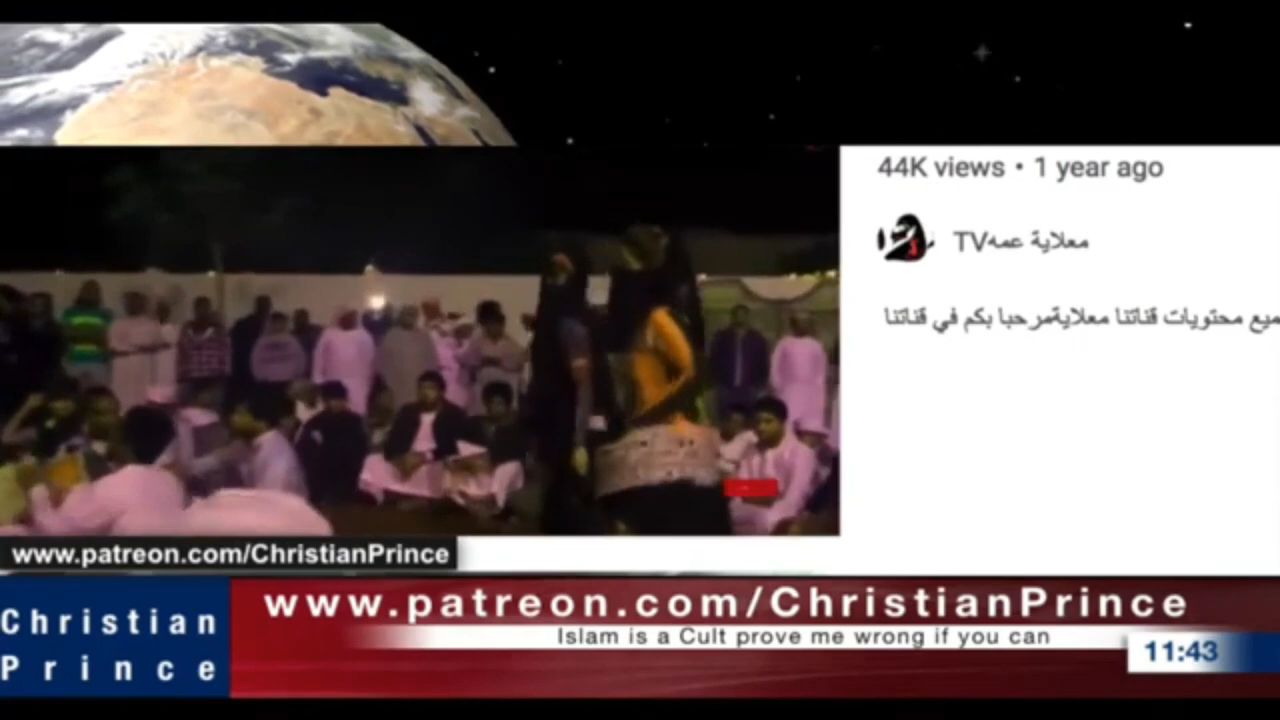 44K views • 1 year ago
معلاية عمهTV
ميع محتويات قناتنا معلايةمرحبا بكم في قناتنا
www.patreon.com/ChristianPrince
www.patreon.com/ChristianPrince
Christian
Prince
Islam is a Cult prove me wrong if you can
11:43